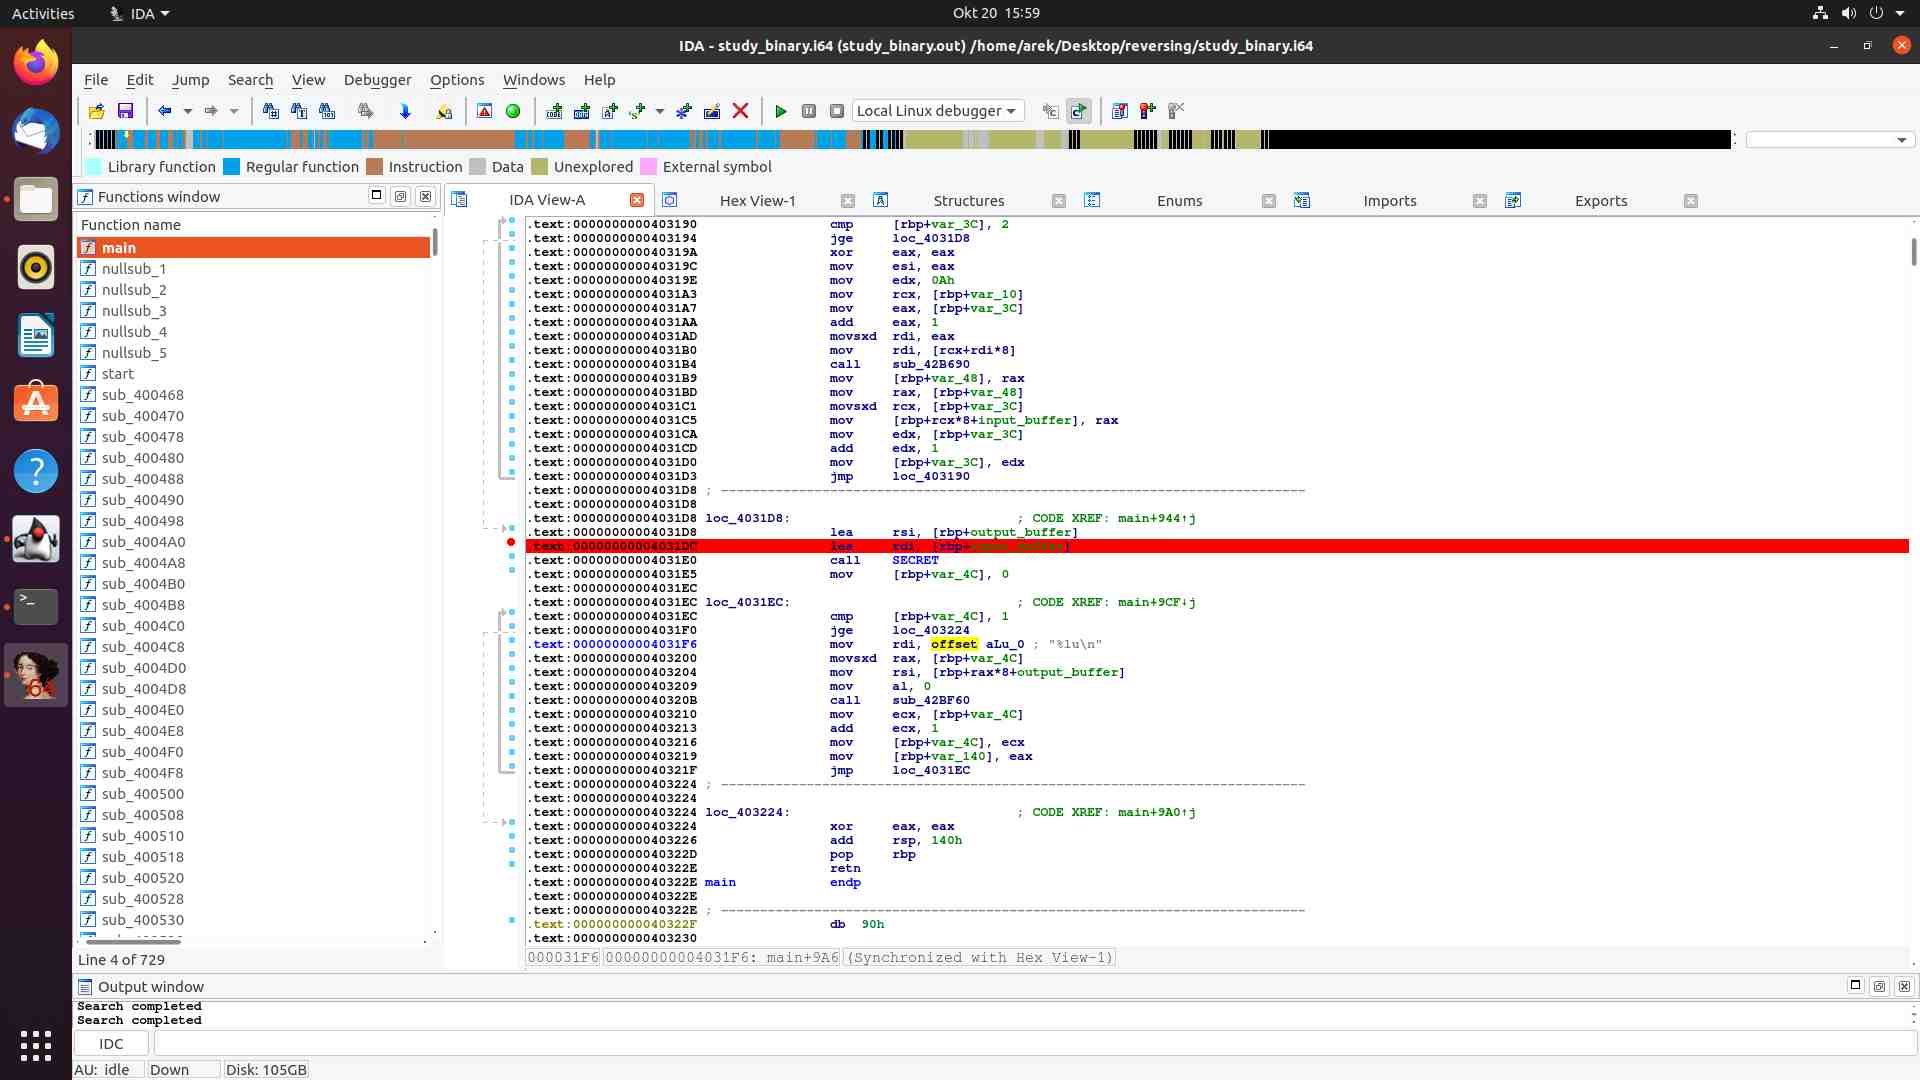 Activities IDA Okt 20 15:59
IDA - study_binary.i64 (study_binary.out) /home/arek/Desktop/reversing/study_binary.i64
File Edit Jump Search View Debugger Options Windows Help
Local Linux debugger
Library function Regular function Instruction Data Unexplored External symbol
Functions window
Function name
main
nullsub_1
nullsub_2
nullsub_3
nullsub_4
nullsub_5
start
sub_400468
sub_400470
sub_400478
sub_400480
sub_400488
sub_400490
sub_400498
sub_4004A0
sub_4004A8
sub_4004B0
sub_4004B8
sub_4004C0
sub_4004C8
sub_4004D0
sub_4004D8
sub_4004E0
sub_4004E8
sub_4004F0
sub_4004F8
sub_400500
sub_400508
sub_400510
sub_400518
sub_400520
sub_400528
sub_400530
Line 4 of 729
IDA View-A Hex View-1 Structures Enums Imports Exports
.text:0000000000403190 cmp [rbp+var_3C], 2
.text:0000000000403194 jge loc_4031D8
.text:000000000040319A xor eax, eax
.text:000000000040319C mov esi, eax
.text:000000000040319E mov edx, 0Ah
.text:00000000004031A3 mov rcx, [rbp+var_10]
.text:00000000004031A7 mov eax, [rbp+var_3C]
.text:00000000004031AA add eax, 1
.text:00000000004031AD movsxd rdi, eax
.text:00000000004031B0 mov rdi, [rcx+rdi*8]
.text:00000000004031B4 call sub_42B690
.text:00000000004031B9 mov [rbp+var_48], rax
.text:00000000004031BD mov rax, [rbp+var_48]
.text:00000000004031C1 movsxd rcx, [rbp+var_3C]
.text:00000000004031C5 mov [rbp+rcx*8+input_buffer], rax
.text:00000000004031CA mov edx, [rbp+var_3C]
.text:00000000004031CD add edx, 1
.text:00000000004031D0 mov [rbp+var_3C], edx
.text:00000000004031D3 jmp loc_403190
.text:00000000004031D8 ; ---------------------------------------------------------------------------
.text:00000000004031D8
.text:00000000004031D8 loc_4031D8: ; CODE XREF: main+944↑j
.text:00000000004031D8 lea rsi, [rbp+output_buffer]
.text:00000000004031DC lea rdi, [rbp+input_buffer]
.text:00000000004031E0 call SECRET
.text:00000000004031E5 mov [rbp+var_4C], 0
.text:00000000004031EC
.text:00000000004031EC loc_4031EC: ; CODE XREF: main+9CF↓j
.text:00000000004031EC cmp [rbp+var_4C], 1
.text:00000000004031F0 jge loc_403224
.text:00000000004031F6 mov rdi, offset aLu_0 ; "%lu\n"
.text:0000000000403200 movsxd rax, [rbp+var_4C]
.text:0000000000403204 mov rsi, [rbp+rax*8+output_buffer]
.text:0000000000403209 mov al, 0
.text:000000000040320B call sub_42BF60
.text:0000000000403210 mov ecx, [rbp+var_4C]
.text:0000000000403213 add ecx, 1
.text:0000000000403216 mov [rbp+var_4C], ecx
.text:0000000000403219 mov [rbp+var_140], eax
.text:000000000040321F jmp loc_4031EC
.text:0000000000403224 ; ---------------------------------------------------------------------------
.text:0000000000403224
.text:0000000000403224 loc_403224: ; CODE XREF: main+9A0↑j
.text:0000000000403224 xor eax, eax
.text:0000000000403226 add rsp, 140h
.text:000000000040322D pop rbp
.text:000000000040322E retn
.text:000000000040322E main endp
.text:000000000040322E
.text:000000000040322E ; ---------------------------------------------------------------------------
.text:000000000040322F db 90h
.text:0000000000403230
000031F6 00000000004031F6: main+9A6 (Synchronized with Hex View-1)
Output window
Search completed
Search completed
IDC
AU: idle Down Disk: 105GB
64